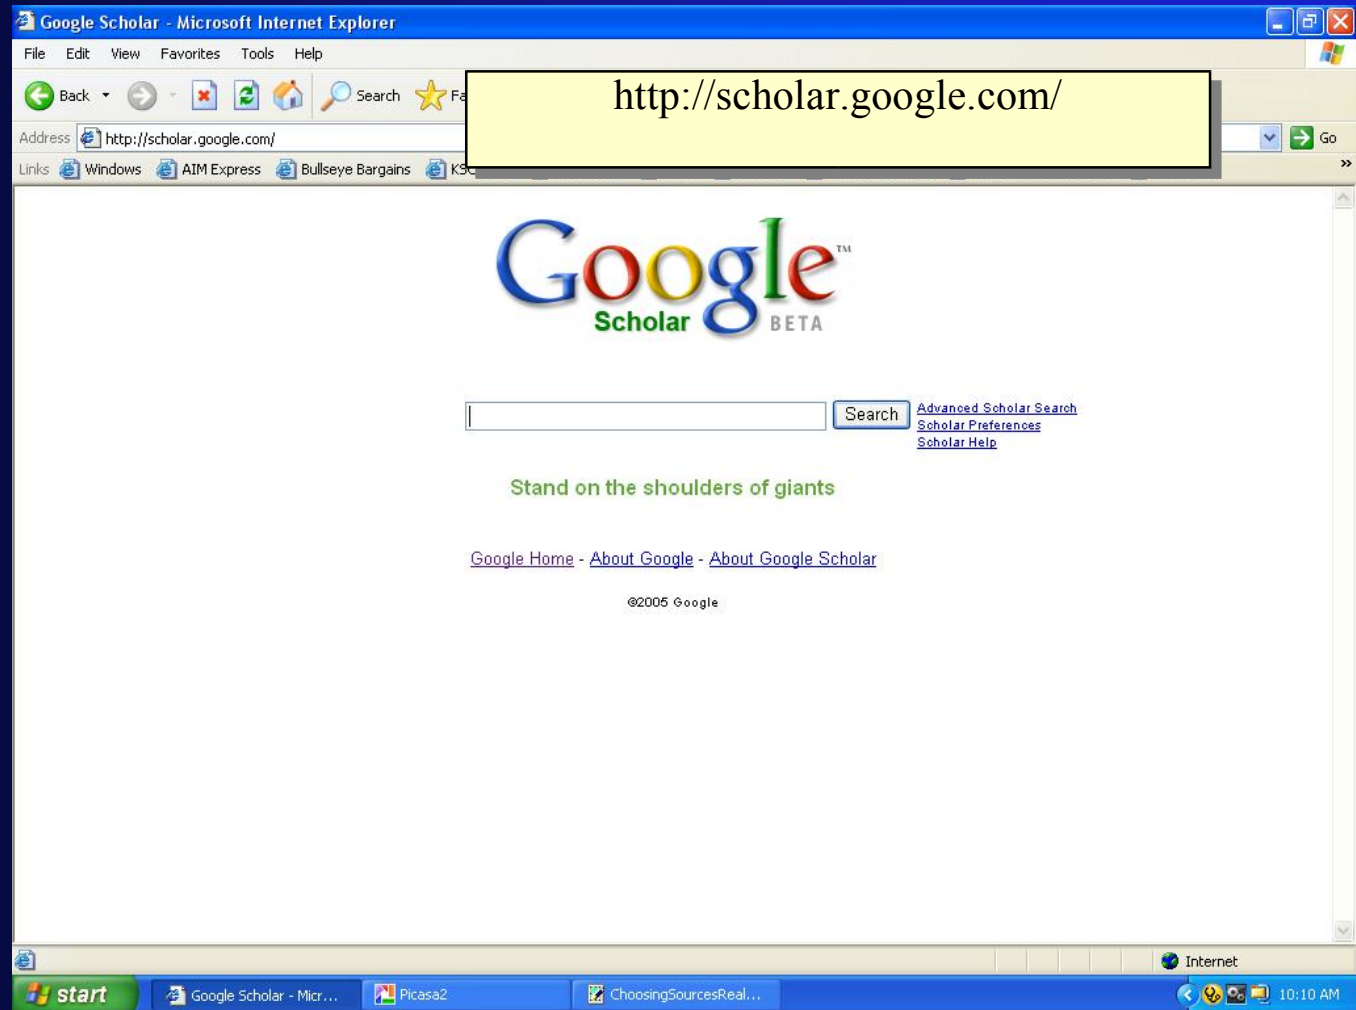 Google Scholar - Microsoft Internet Explorer
File Edit View Favorites Tools Help
Back Search
http://scholar.google.com/
Address http://scholar.google.com/ Go
Links Windows AIM Express Bullseye Bargains »
Google™
Scholar BETA
Search
Advanced Scholar Search
Scholar Preferences
Scholar Help
Stand on the shoulders of giants
Google Home - About Google - About Google Scholar
©2005 Google
Internet
start Google Scholar - Micr... Picasa2 ChoosingSourcesReal... 10:10 AM